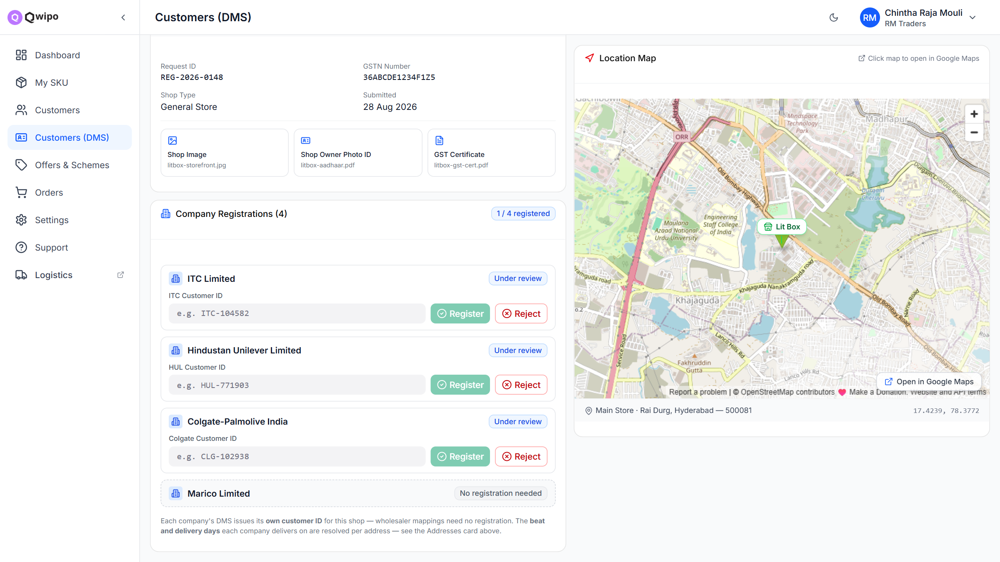 Qwipo
Customers (DMS)
RM
Chintha Raja Mouli
RM Traders
Dashboard
My SKU
Customers
Customers (DMS)
Offers & Schemes
Orders
Settings
Support
Logistics
Request ID
REG-2026-0148
GSTN Number
36ABCDE1234F1Z5
Shop Type
General Store
Submitted
28 Aug 2026
Shop Image
litbox-storefront.jpg
Shop Owner Photo ID
litbox-aadhaar.pdf
GST Certificate
litbox-gst-cert.pdf
Company Registrations (4)
1 / 4 registered
ITC Limited
Under review
ITC Customer ID
e.g. ITC-104582
Register
Reject
Hindustan Unilever Limited
Under review
HUL Customer ID
e.g. HUL-771903
Register
Reject
Colgate-Palmolive India
Under review
Colgate Customer ID
e.g. CLG-102938
Register
Reject
Marico Limited
No registration needed
Each company's DMS issues its own customer ID for this shop — wholesaler mappings need no registration. The beat
and delivery days each company delivers on are resolved per address — see the Addresses card above.
Location Map
Click map to open in Google Maps
Gachibowli
PJR Flyover
ORR
Mindspace
Technology
Park
Madhapur
Old Bombay Highway
Durgam Cheruvu Bridge
Durgam
Cheruvu
Engineering
Staff College
of India
Maulana
Azad National
Urdu University
Lit Box
Khajaguda Nanakramguda road
Khajaguda
Old Bombay Road
Narne Road
Lanco Hills Rd
Service Road
Fakhruddin
Gutta
Lanco Hills Rd
+
−
Open in Google Maps
Report a problem | © OpenStreetMap contributors ♥ Make a Donation. Website and API terms
Main Store · Rai Durg, Hyderabad — 500081
17.4239, 78.3772